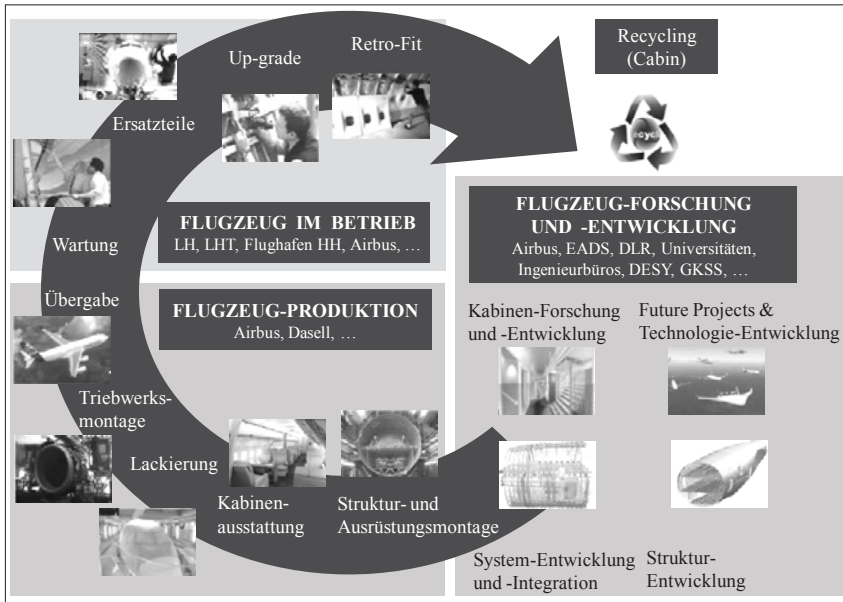 Retro-Fit
Up-grade
Ersatzteile
Wartung
FLUGZEUG IM BETRIEB
LH, LHT, Flughafen HH, Airbus, …
Recycling
(Cabin)
FLUGZEUG-FORSCHUNG
UND -ENTWICKLUNG
Airbus, EADS, DLR, Universitäten,
Ingenieurbüros, DESY, GKSS, …
Kabinen-Forschung
und -Entwicklung
Future Projects &
Technologie-Entwicklung
System-Entwicklung
und -Integration
Struktur-
Entwicklung
Übergabe
FLUGZEUG-PRODUKTION
Airbus, Dasell, …
Triebwerks-
montage
Lackierung
Kabinen-
ausstattung
Struktur- und
Ausrüstungsmontage